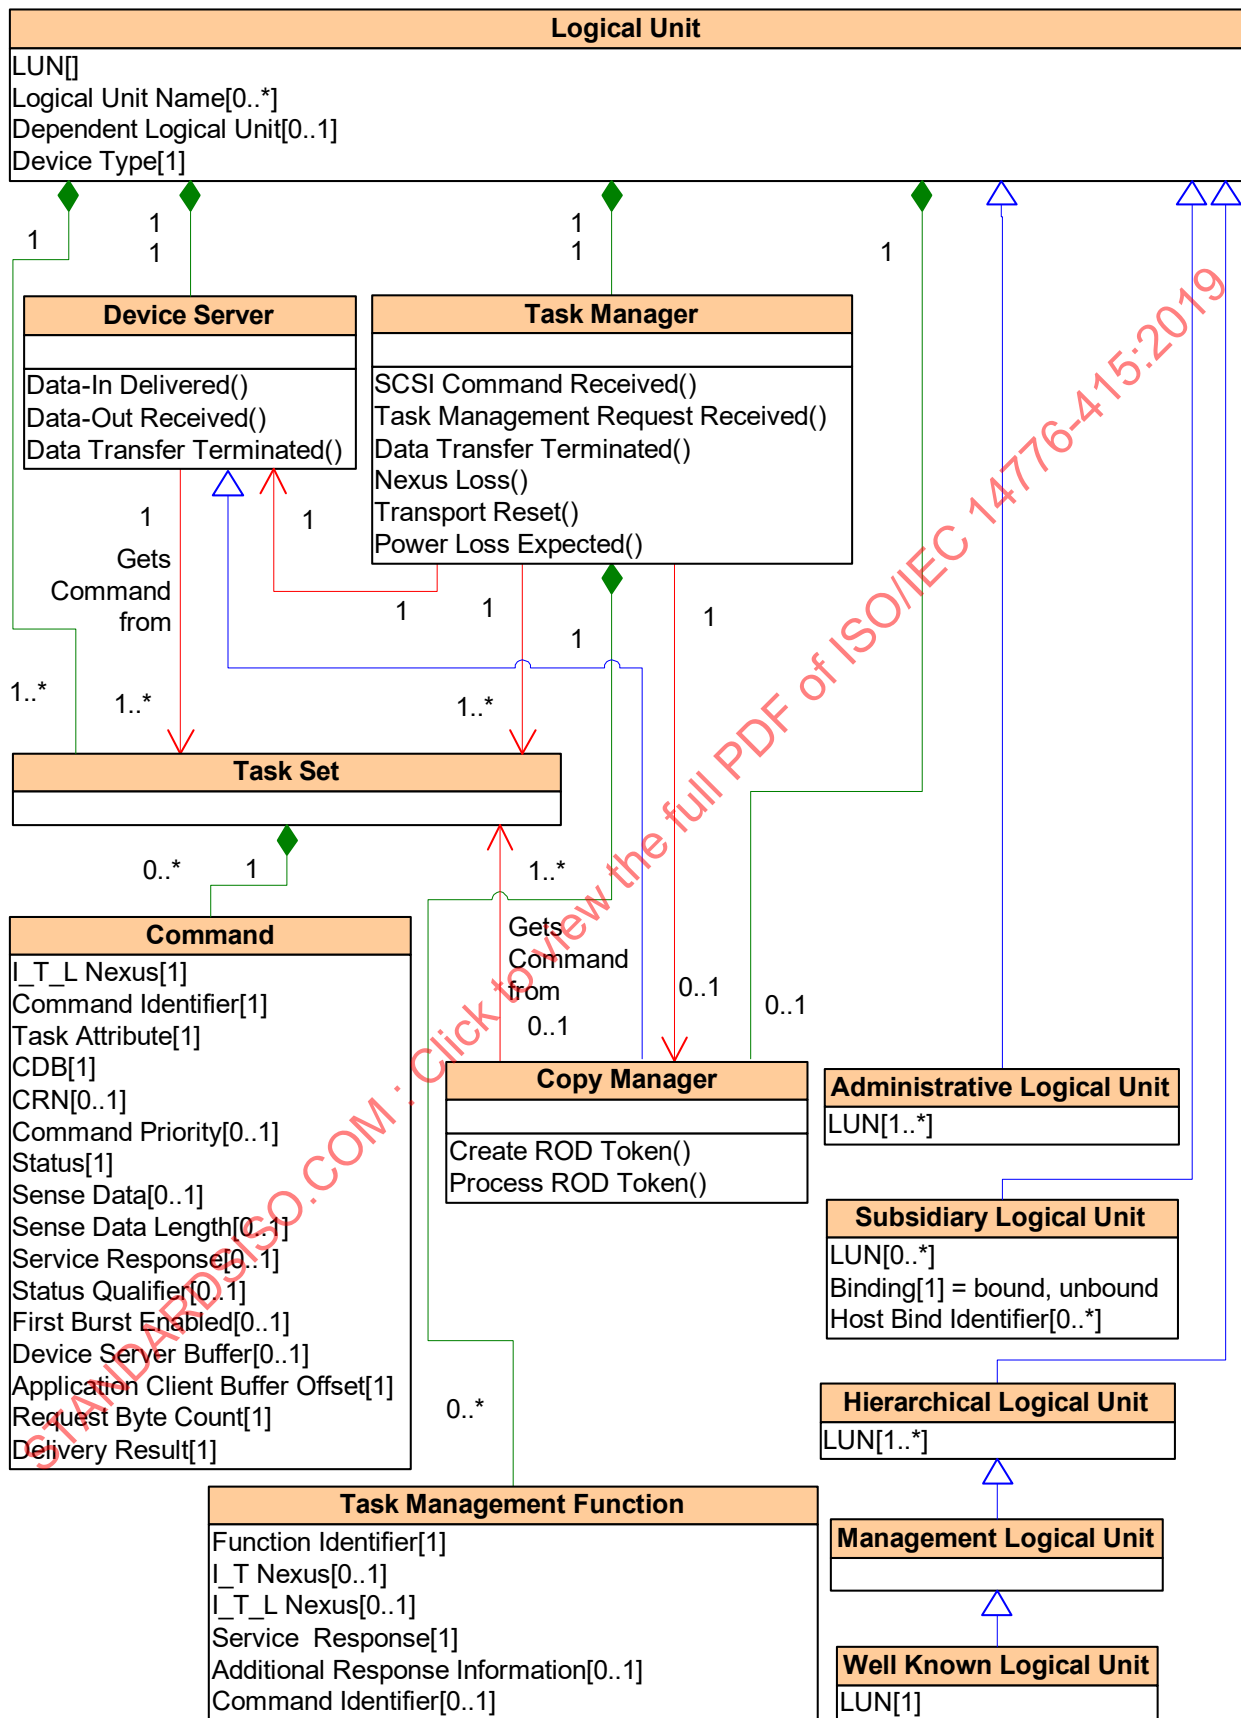 Logical Unit
LUN[]
Logical Unit Name[0..*]
Dependent Logical Unit[0..1]
Device Type[1]
1
1
1
1
1
1
Device Server
Data-In Delivered()
Data-Out Received()
Data Transfer Terminated()
Task Manager
SCSI Command Received()
Task Management Request Received()
Data Transfer Terminated()
Nexus Loss()
Transport Reset()
Power Loss Expected()
1
1
Gets
Command
from
1
1
1
1
1..*
1..*
1..*
Task Set
0..*
1
1..*
Gets
Command
from
0..1
0..1
0..1
Command
I_T_L Nexus[1]
Command Identifier[1]
Task Attribute[1]
CDB[1]
CRN[0..1]
Command Priority[0..1]
Status[1]
Sense Data[0..1]
Sense Data Length[0..1]
Service Response[0..1]
Status Qualifier[0..1]
First Burst Enabled[0..1]
Device Server Buffer[0..1]
Application Client Buffer Offset[1]
Request Byte Count[1]
Delivery Result[1]
Copy Manager
Create ROD Token()
Process ROD Token()
Administrative Logical Unit
LUN[1..*]
Subsidiary Logical Unit
LUN[0..*]
Binding[1] = bound, unbound
Host Bind Identifier[0..*]
Hierarchical Logical Unit
LUN[1..*]
0..*
Task Management Function
Function Identifier[1]
I_T Nexus[0..1]
I_T_L Nexus[0..1]
Service  Response[1]
Additional Response Information[0..1]
Command Identifier[0..1]
Management Logical Unit
Well Known Logical Unit
LUN[1]
STANDARDSISO.COM : Click to view the full PDF of ISO/IEC 14776-415:2019